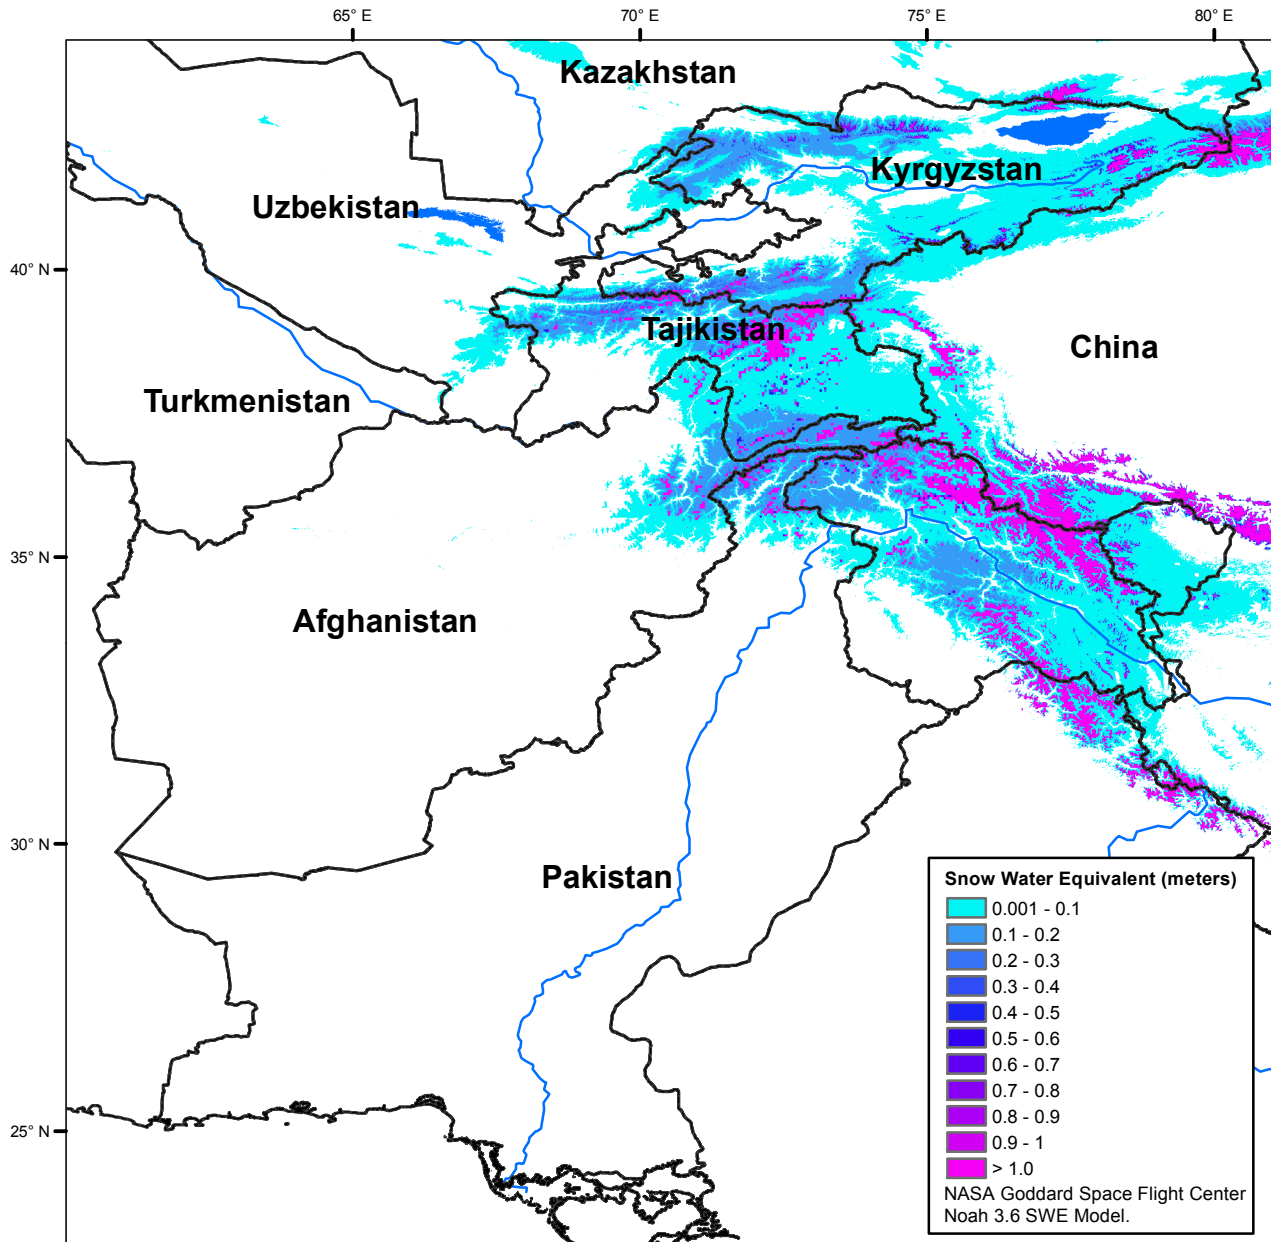 65° E
70° E
75° E
80° E
Kazakhstan
Kyrgyzstan
Uzbekistan
40° N
Tajikistan
China
Turkmenistan
35° N
Afghanistan
30° N
Pakistan
25° N
Snow Water Equivalent (meters)
0.001 - 0.1
0.1 - 0.2
0.2 - 0.3
0.3 - 0.4
0.4 - 0.5
0.5 - 0.6
0.6 - 0.7
0.7 - 0.8
0.8 - 0.9
0.9 - 1
> 1.0
NASA Goddard Space Flight Center
Noah 3.6 SWE Model.